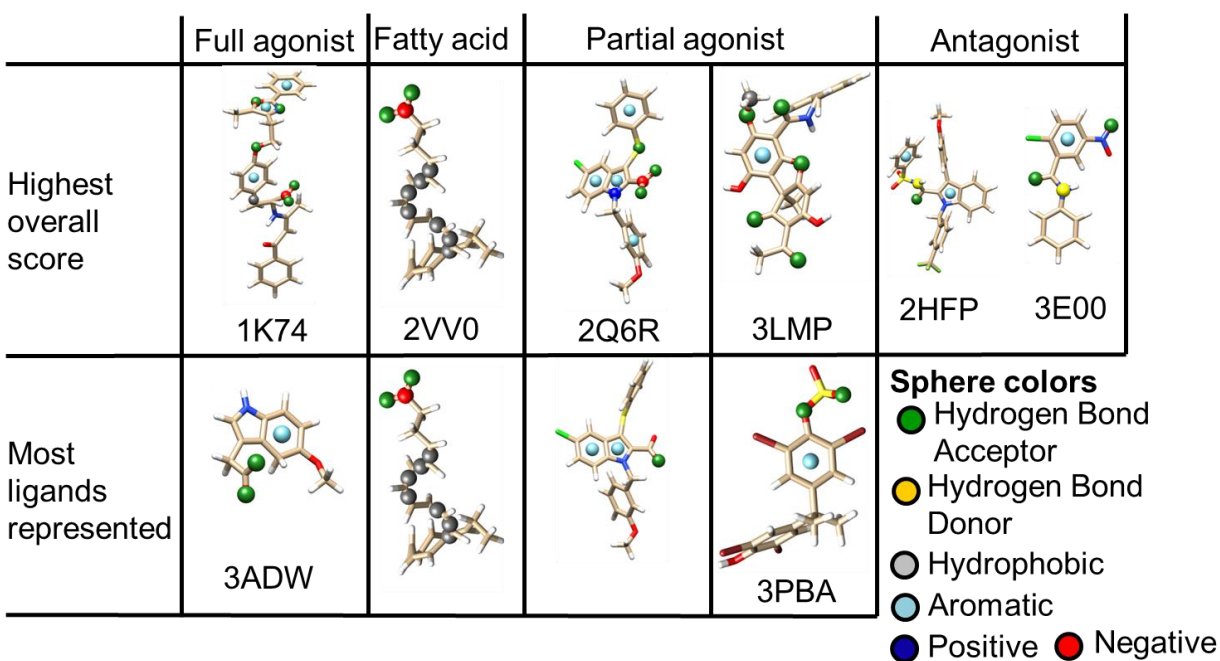 Full agonist
Fatty acid
Partial agonist
Antagonist
Highest
overall
score
1K74
2VV0
2Q6R
3LMP
2HFP
3E00
Most
ligands
represented
3ADW
3PBA
Sphere colors
Hydrogen Bond
Acceptor
Hydrogen Bond
Donor
Hydrophobic
Aromatic
Positive
Negative